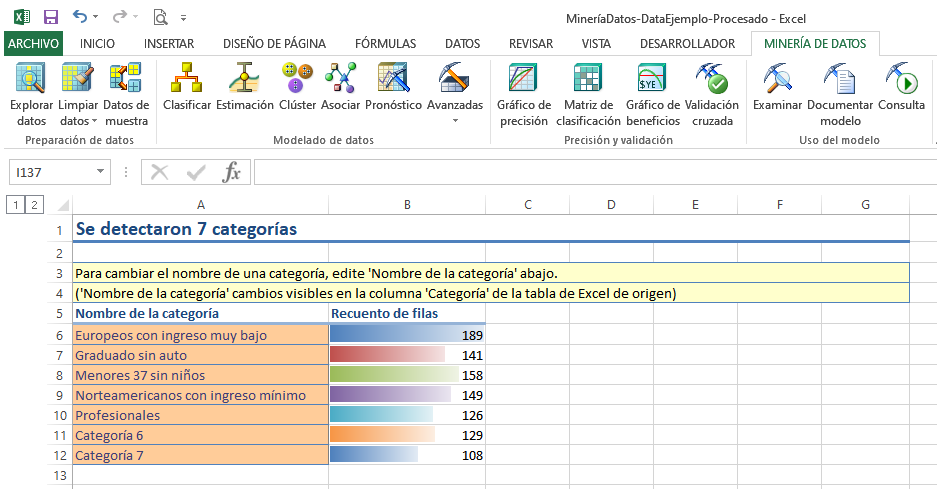 MineríaDatos-DataEjemplo-Procesado - Excel
ARCHIVO INICIO INSERTAR DISEÑO DE PÁGINA FÓRMULAS DATOS REVISAR VISTA DESARROLLADOR MINERÍA DE DATOS
Explorar datos Limpiar datos Datos de muestra Clasificar Estimación Clúster Asociar Pronóstico Avanzadas Gráfico de precisión Matriz de clasificación $YE Gráfico de beneficios Validación cruzada Examinar Documentar modelo Consulta
Preparación de datos Modelado de datos Precisión y validación Uso del modelo
I137 fx
1 2 A B C D E F G
1 Se detectaron 7 categorías
2
3 Para cambiar el nombre de una categoría, edite 'Nombre de la categoría' abajo.
4 ('Nombre de la categoría' cambios visibles en la columna 'Categoría' de la tabla de Excel de origen)
5 Nombre de la categoría Recuento de filas
6 Europeos con ingreso muy bajo 189
7 Graduado sin auto 141
8 Menores 37 sin niños 158
9 Norteamericanos con ingreso mínimo 149
10 Profesionales 126
11 Categoría 6 129
12 Categoría 7 108
13